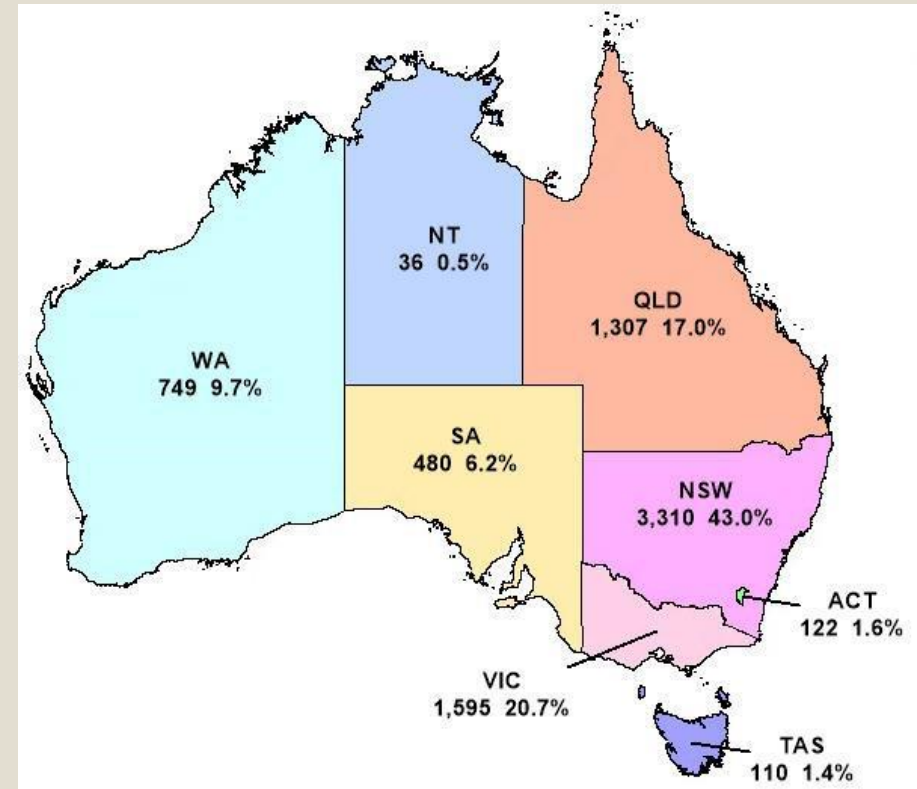 NT
36 0.5%
QLD
1,307 17.0%
WA
749 9.7%
SA
480 6.2%
NSW
3,310 43.0%
ACT
122 1.6%
VIC
1,595 20.7%
TAS
110 1.4%